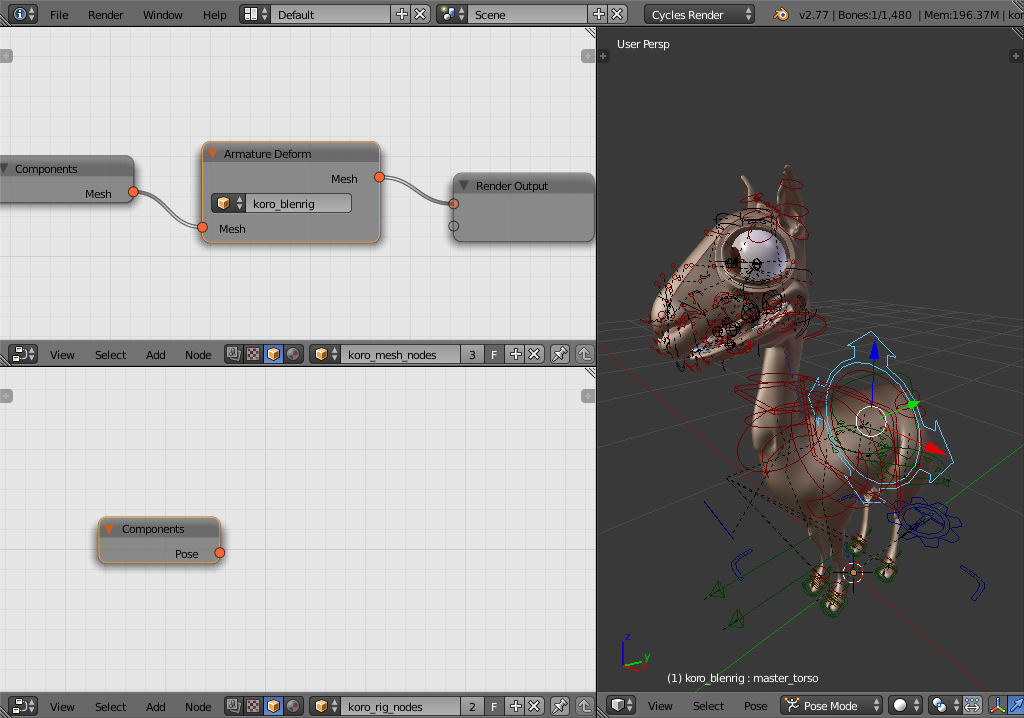 File Render Window Help Default Scene Cycles Render v2.77 | Bones:1/1,480 | Mem:196.37M | kor
User Persp
Components
Mesh
Armature Deform
Mesh
koro_blenrig
Mesh
Render Output
View Select Add Node koro_mesh_nodes 3 F
Components
Pose
z
y
(1) koro_blenrig : master_torso
View Select Add Node koro_rig_nodes 2 F
View Select Pose Pose Mode